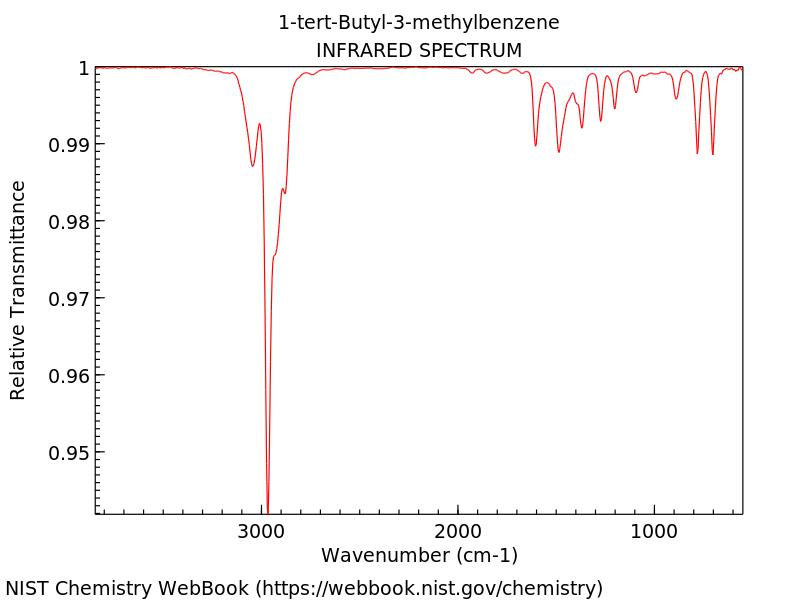 1-tert-Butyl-3-methylbenzene
INFRARED SPECTRUM
1
0.99
0.98
0.97
0.96
0.95
Relative Transmittance
3000 2000 1000
Wavenumber (cm-1)
NIST Chemistry WebBook (https://webbook.nist.gov/chemistry)